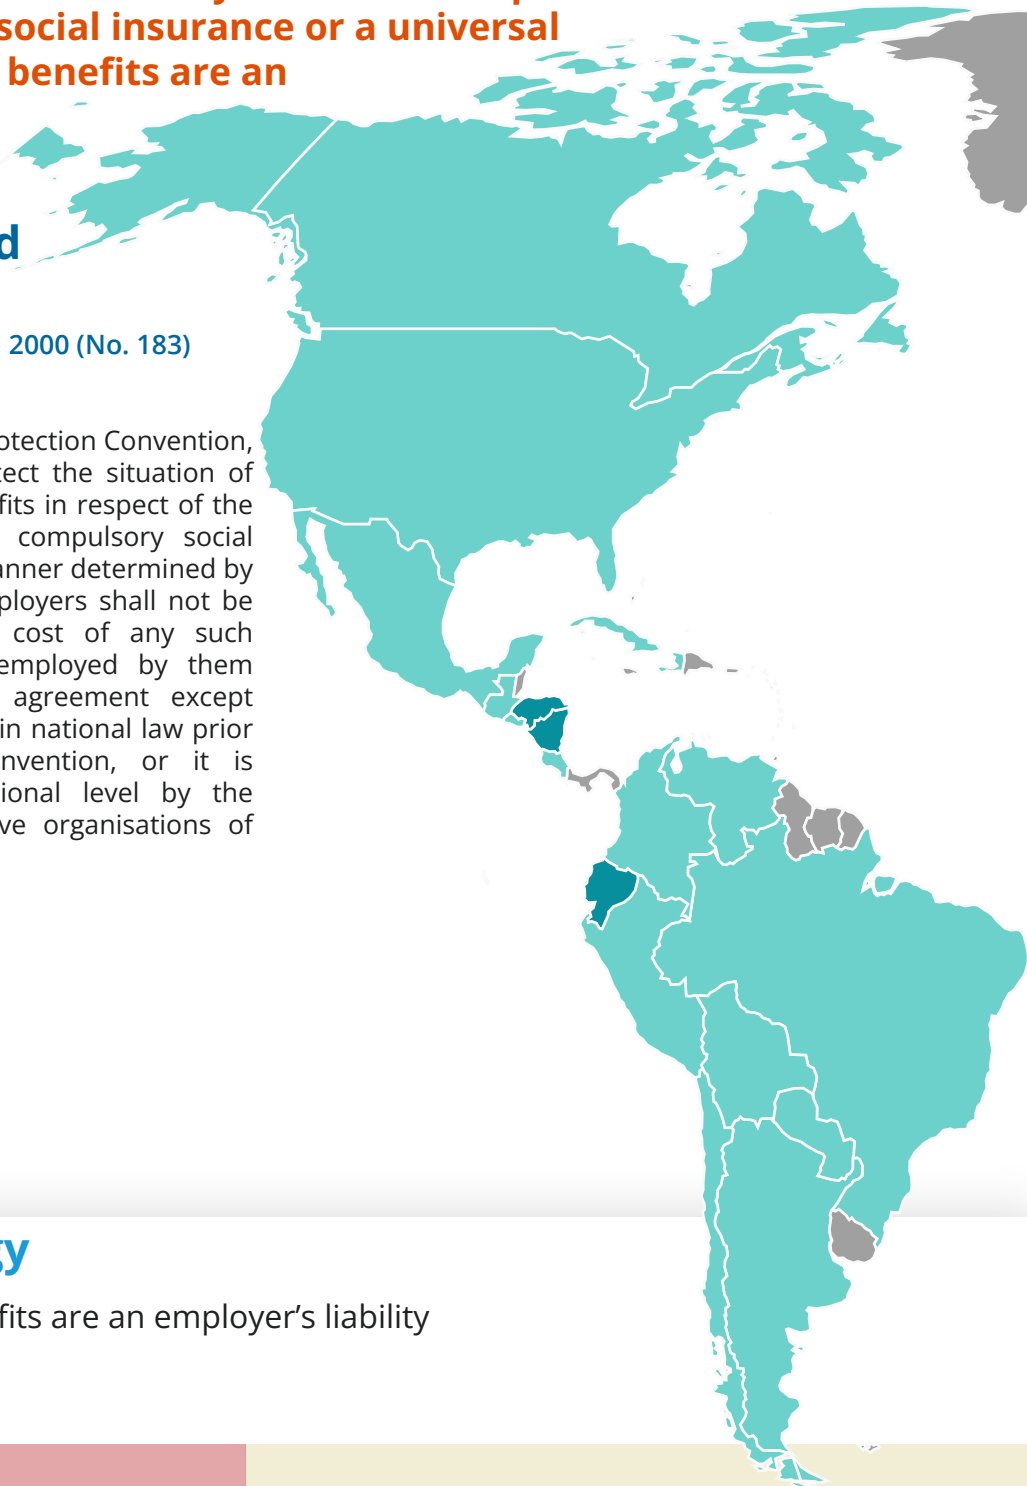 social insurance or a universal
benefits are an
d
2000 (No. 183)
otection Convention,
tect the situation of
fits in respect of the
compulsory social
anner determined by
ployers shall not be
cost of any such
employed by them
agreement except
in national law prior
nvention, or it is
ional level by the
ve organisations of
gy
fits are an employer’s liability